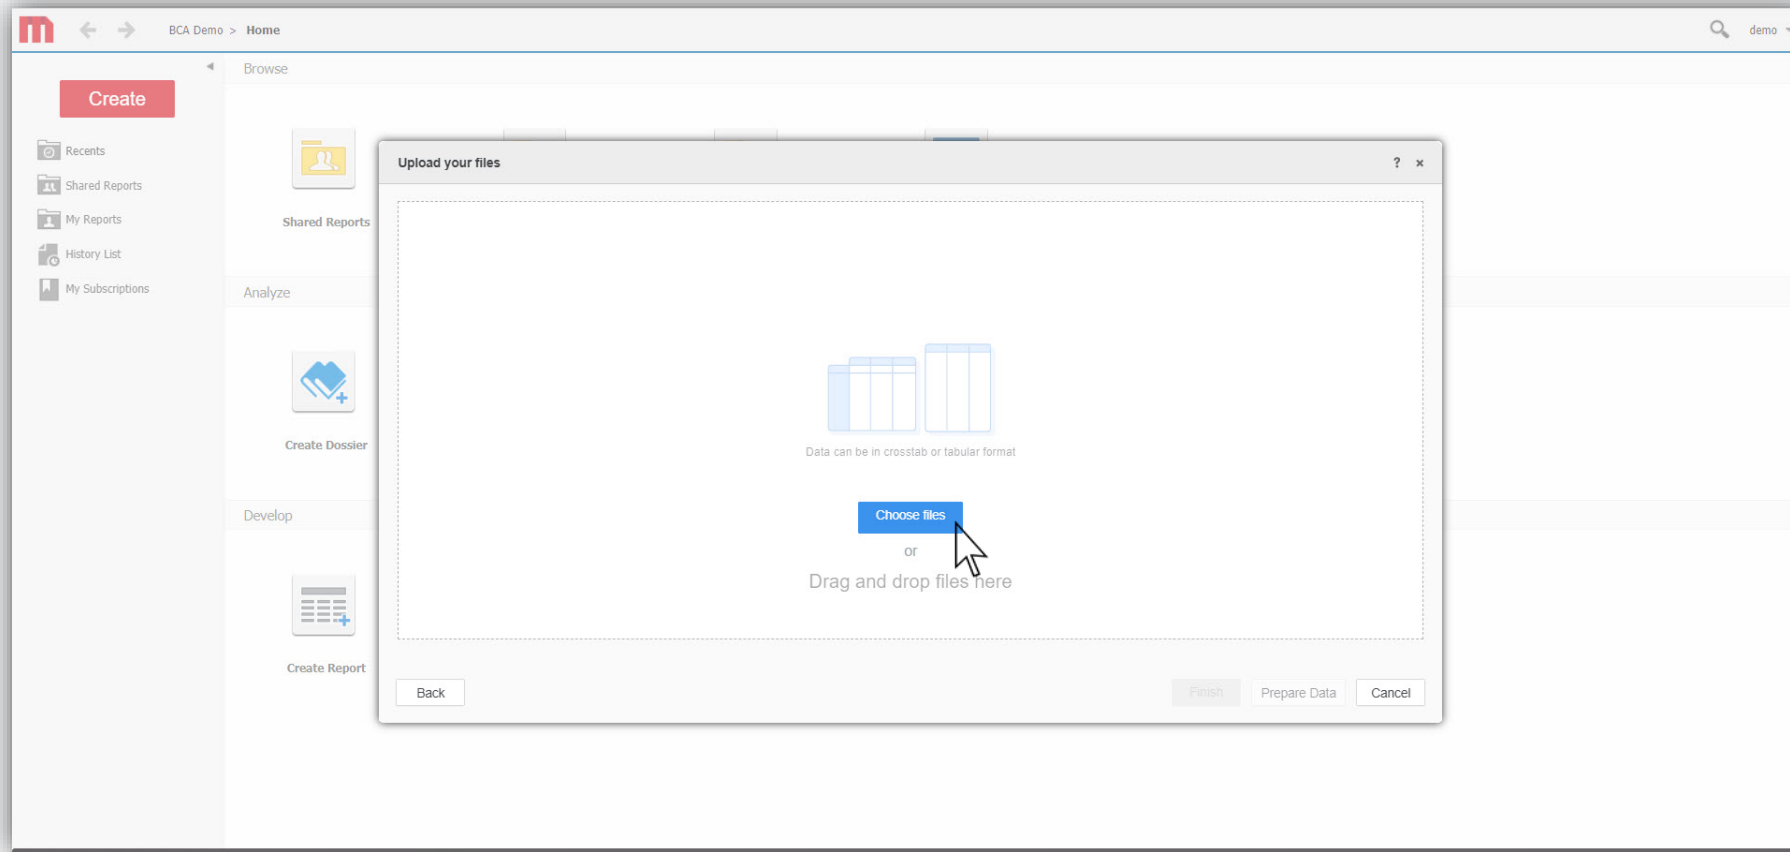 BCA Demo > Home
demo
Create
Recents
Shared Reports
My Reports
History List
My Subscriptions
Browse
Shared Reports
Analyze
Create Dossier
Develop
Create Report
Upload your files
? ×
Data can be in crosstab or tabular format
Choose files
or
Drag and drop files here
Back
Finish
Prepare Data
Cancel